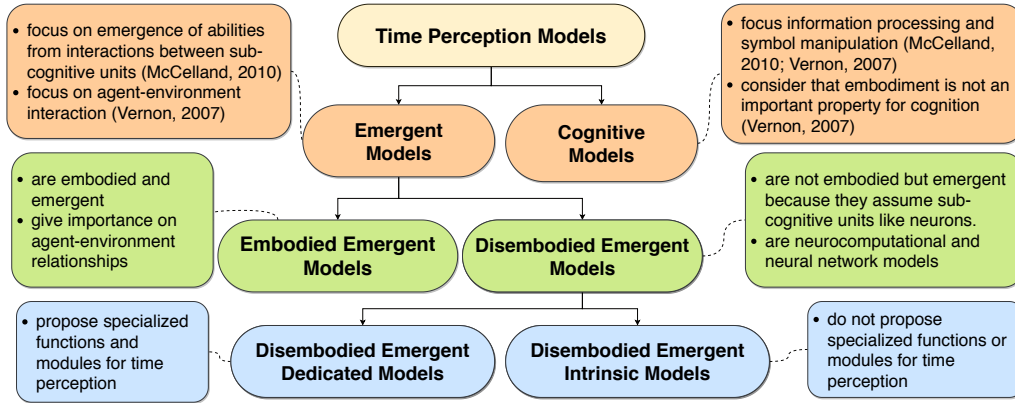 • focus on emergence of abilities
from interactions between sub-
cognitive units (McCelland, 2010)
• focus on agent-environment
interaction (Vernon, 2007)
Time Perception Models
• focus information processing and
symbol manipulation (McCelland,
2010; Vernon, 2007)
• consider that embodiment is not an
important property for cognition
(Vernon, 2007)
Emergent
Models
Cognitive
Models
• are embodied and
emergent
• give importance on
agent-environment
relationships
Embodied Emergent
Models
Disembodied Emergent
Models
• are not embodied but emergent
because they assume sub-
cognitive units like neurons.
• are neurocomputational and
neural network models
• propose specialized
functions and
modules for time
perception
Disembodied Emergent
Dedicated Models
Disembodied Emergent
Intrinsic Models
• do not propose
specialized functions or
modules for time
perception